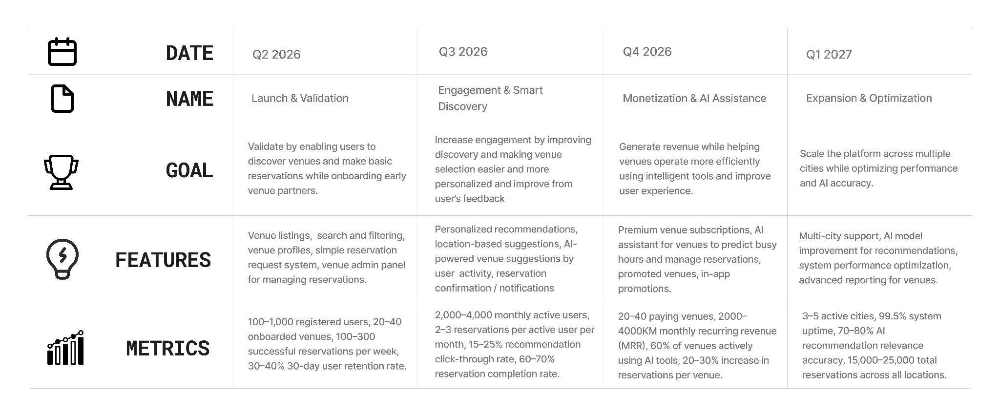 DATE
Q2 2026
Q3 2026
Q4 2026
Q1 2027
NAME
Launch & Validation
Engagement & Smart
Discovery
Monetization & AI Assistance
Expansion & Optimization
GOAL
Validate by enabling users to
discover venues and make basic
reservations while onboarding early
venue partners.
Increase engagement by improving
discovery and making venue
selection easier and more
personalized and improve from
user’s feedback
Generate revenue while helping
venues operate more efficiently
using intelligent tools and improve
user experience.
Scale the platform across multiple
cities while optimizing performance
and AI accuracy.
FEATURES
Venue listings,  search and filtering,
venue profiles, simple reservation
request system, venue admin panel
for managing reservations.
Personalized recommendations,
location-based suggestions, AI-
powered venue suggestions by
user  activity, reservation
confirmation / notifications
Premium venue subscriptions, AI
assistant for venues to predict busy
hours and manage reservations,
promoted venues, in-app
promotions.
Multi-city support, AI model
improvement for recommendations,
system performance optimization,
advanced reporting for venues.
METRICS
100–1,000 registered users, 20–40
onboarded venues, 100–300
successful reservations per week,
30–40% 30-day user retention rate.
2,000–4,000 monthly active users,
2–3 reservations per active user per
month, 15–25% recommendation
click-through rate, 60–70%
reservation completion rate.
20–40 paying venues, 2000–
4000KM monthly recurring revenue
(MRR), 60% of venues actively
using AI tools, 20–30% increase in
reservations per venue.
3–5 active cities, 99.5% system
uptime, 70–80% AI
recommendation relevance
accuracy, 15,000–25,000 total
reservations across all locations.